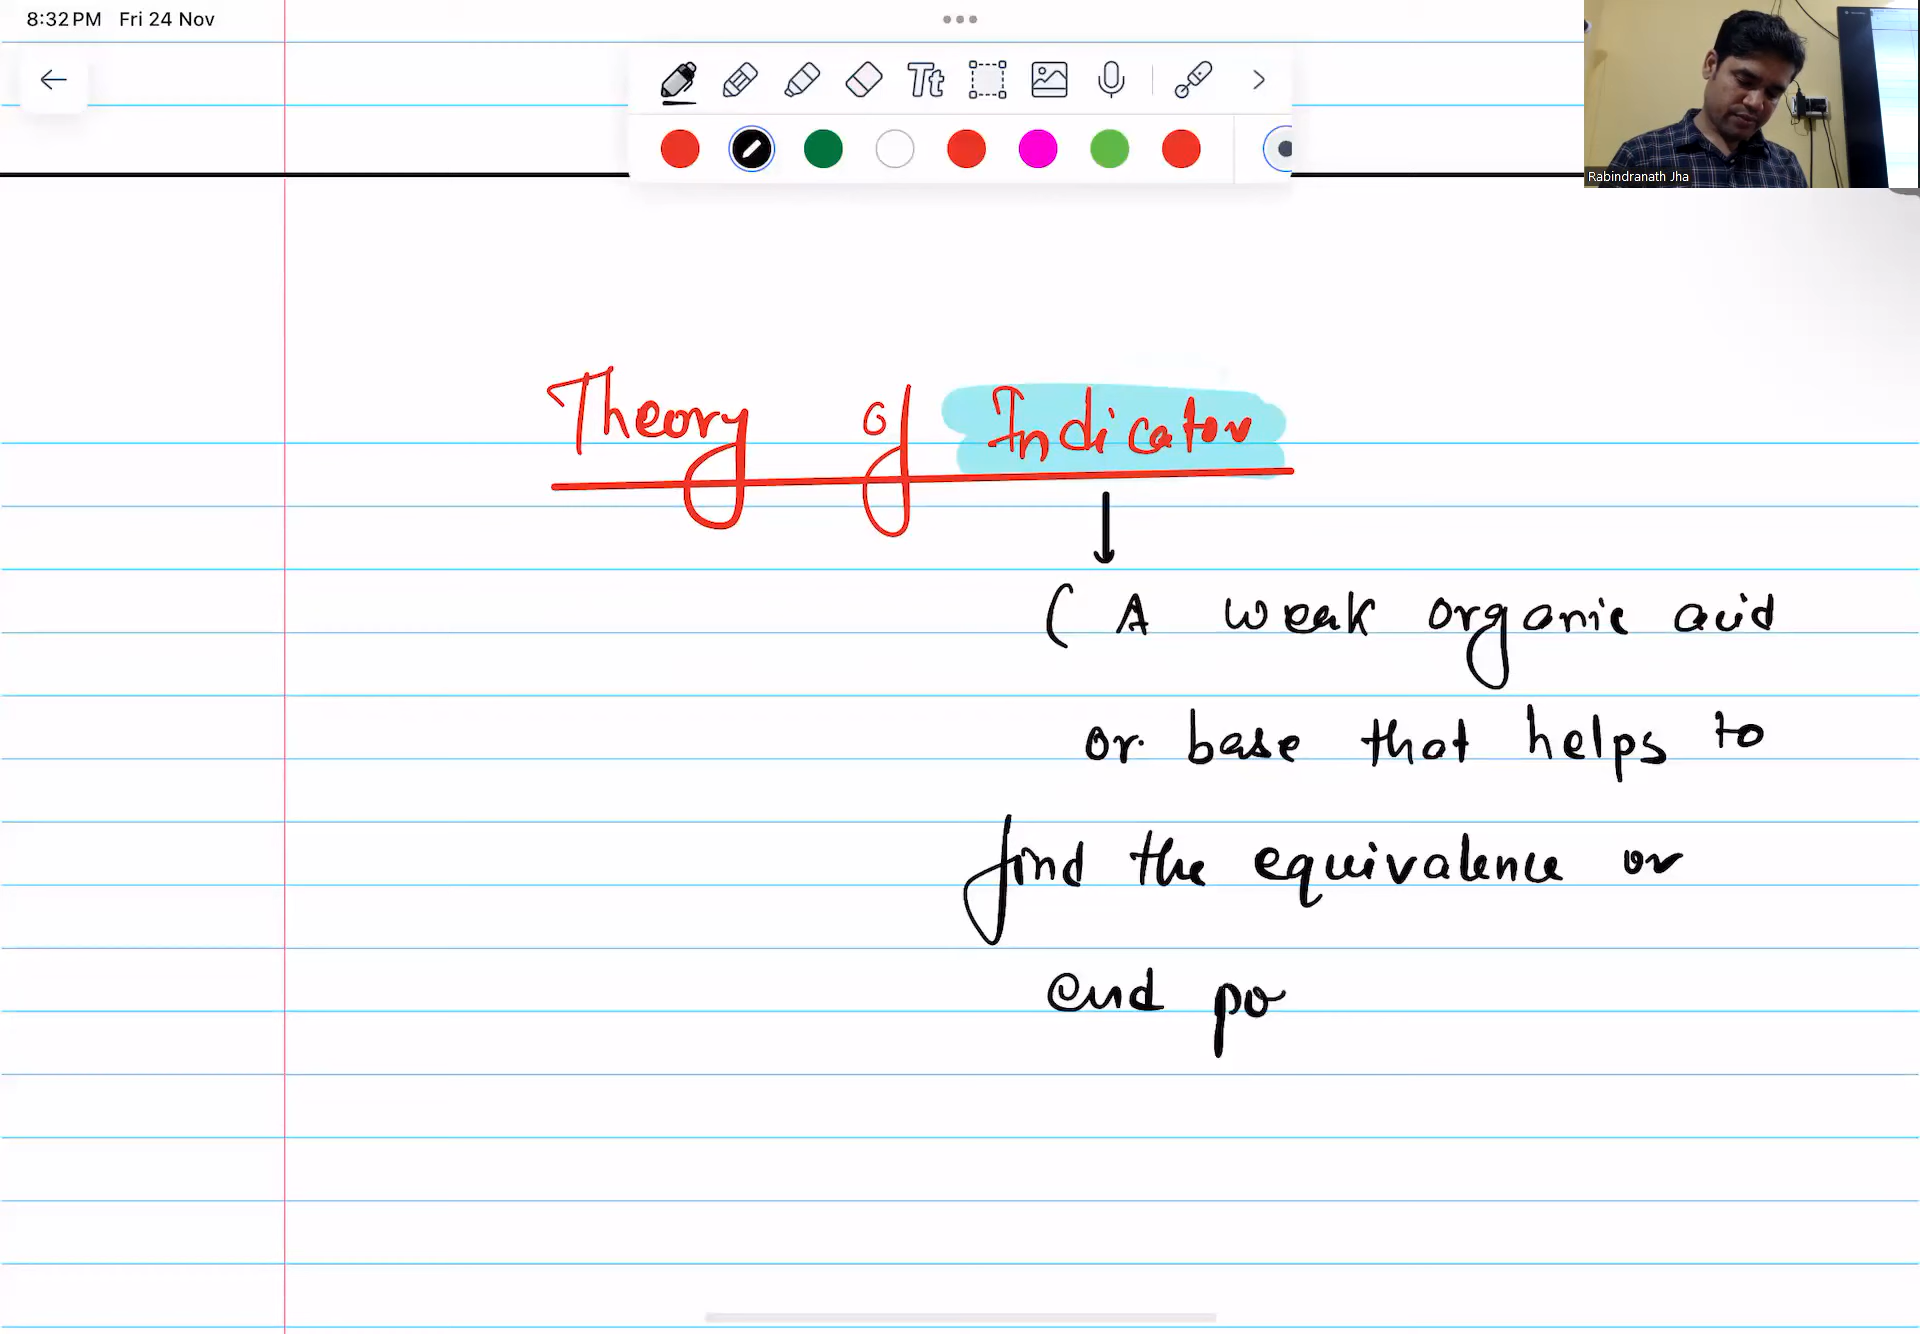 8:32 PM Fri 24 Nov
Tt
Rabindranath Jha
Theory of Indicator
( A weak organic acid
or base that helps to
find the equivalence or
end po